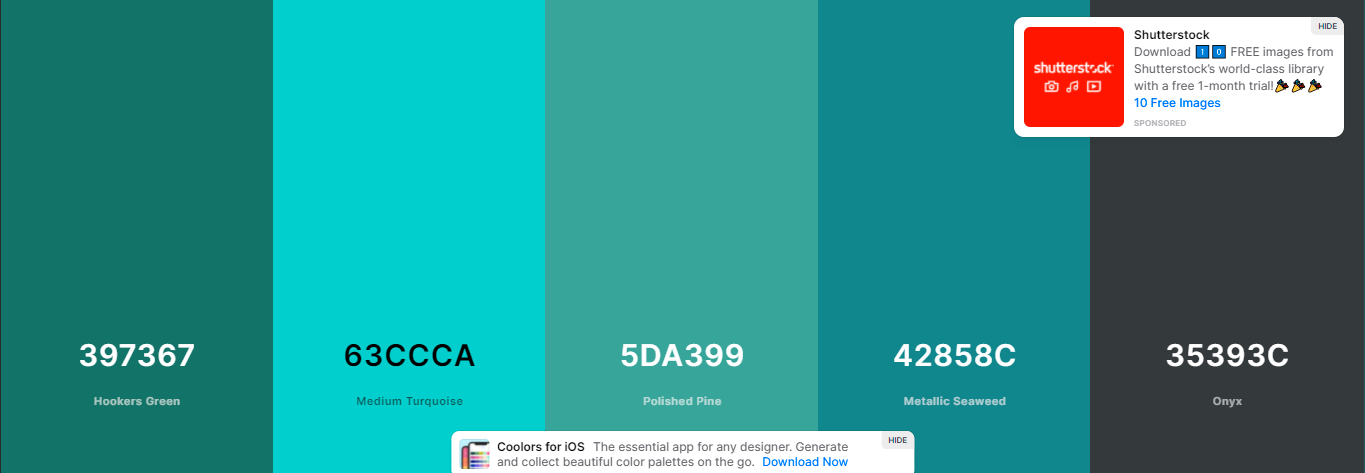 HIDE
Shutterstock
Download 1️⃣0️⃣ FREE images from
Shutterstock's world-class library
with a free 1-month trial!🎉🎉🎉
10 Free Images
SPONSORED
shutterstock
397367
63CCCA
5DA399
42858C
35393C
Hookers Green
Medium Turquoise
Polished Pine
Metallic Seaweed
Onyx
Coolors for iOS The essential app for any designer. Generate
and collect beautiful color palettes on the go. Download Now
HIDE